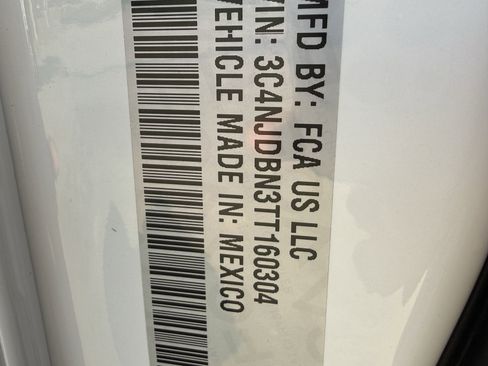 MFD BY: FCA US LLC
VIN: 3C4NJDBN3TT160304
VEHICLE MADE IN: MEXICO